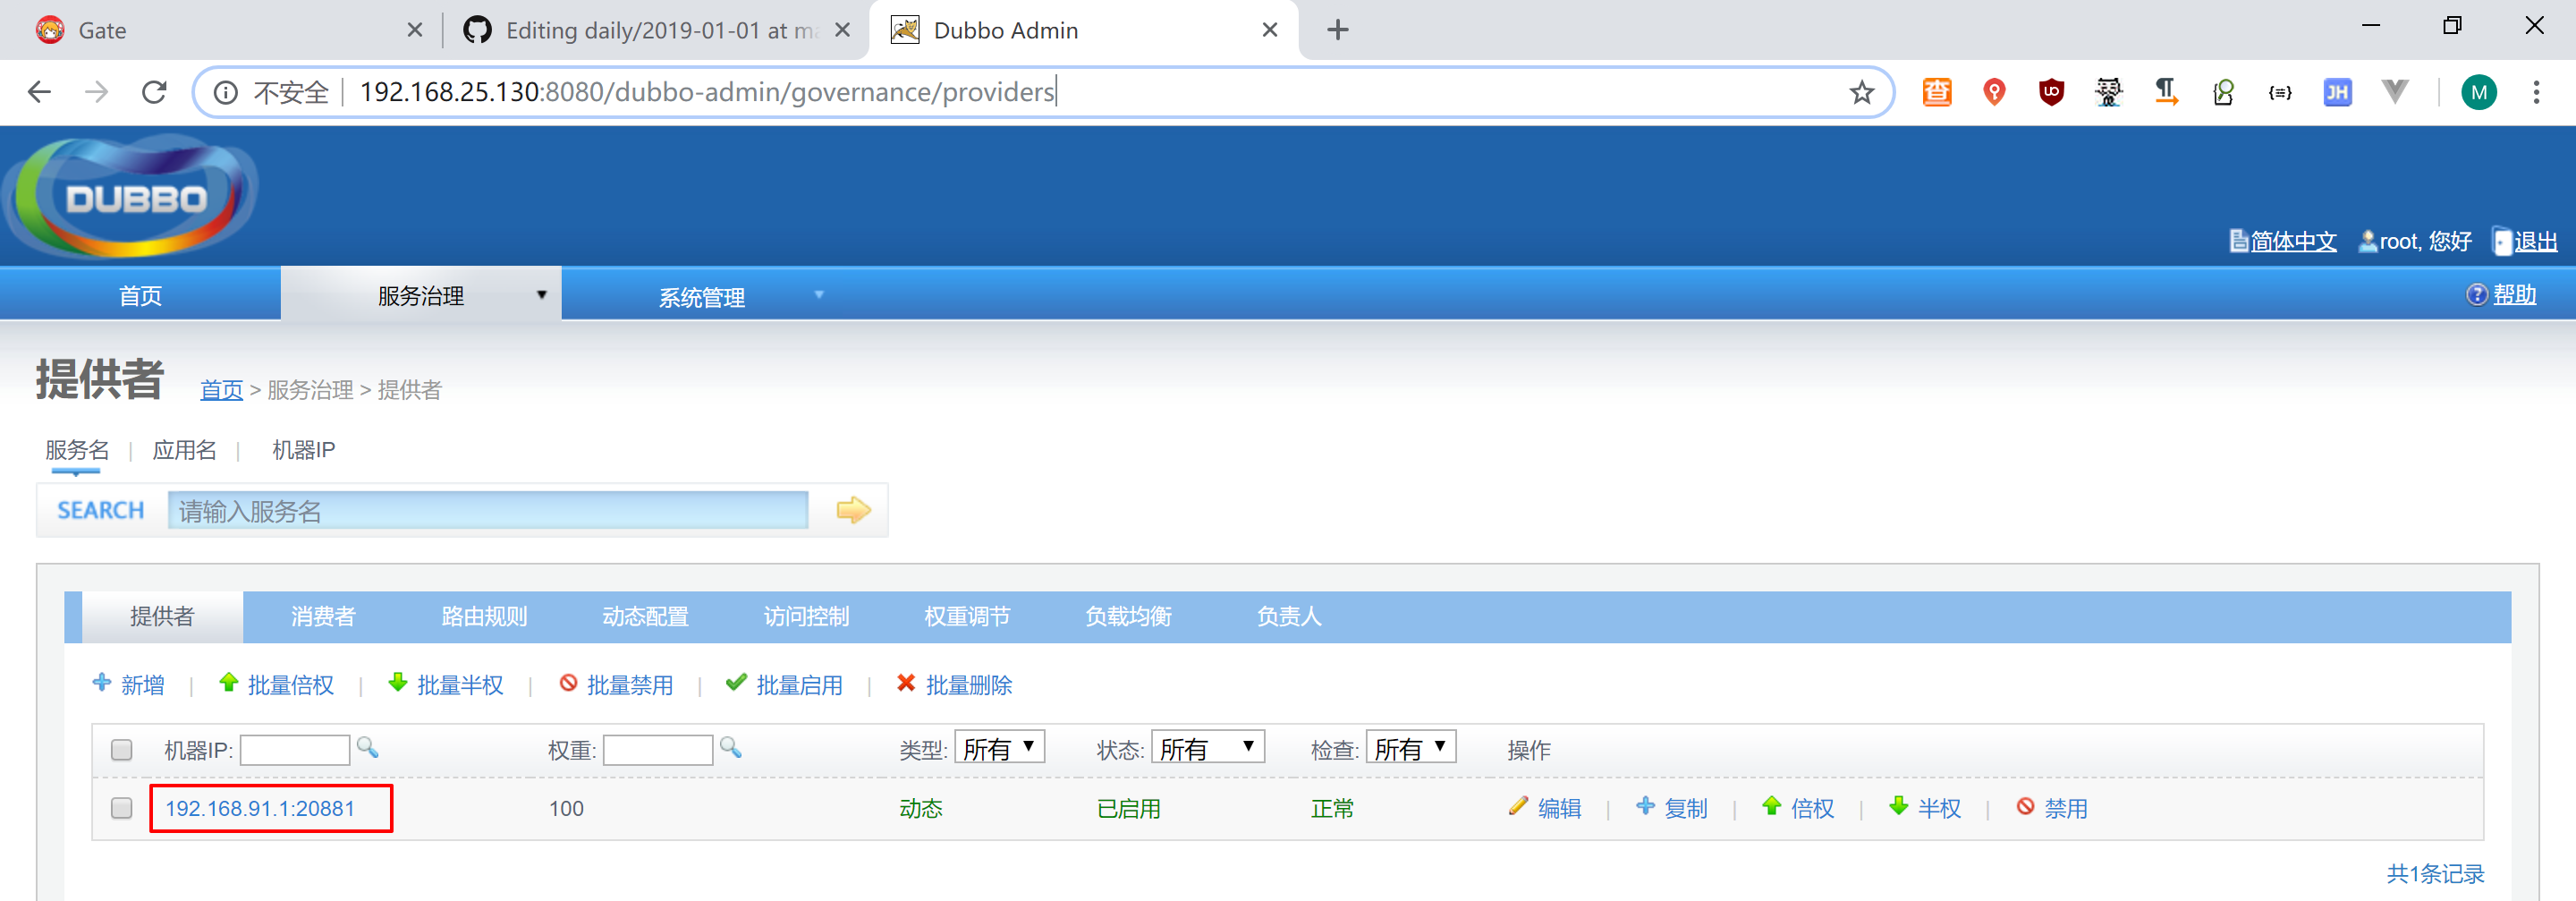 Gate
Editing daily/2019-01-01 at ma
Dubbo Admin
不安全 192.168.25.130:8080/dubbo-admin/governance/providers
查 UO {≡} JH M
DUBBO
简体中文 root, 您好 退出
首页 服务治理 系统管理 帮助
提供者 首页 > 服务治理 > 提供者
服务名 | 应用名 | 机器IP
SEARCH 请输入服务名
提供者 消费者 路由规则 动态配置 访问控制 权重调节 负载均衡 负责人
新增 | 批量倍权 | 批量半权 | 批量禁用 | 批量启用 | 批量删除
机器IP: 权重: 类型: 所有 状态: 所有 检查: 所有 操作
192.168.91.1:20881 100 动态 已启用 正常 编辑 | 复制 | 倍权 | 半权 | 禁用
共1条记录